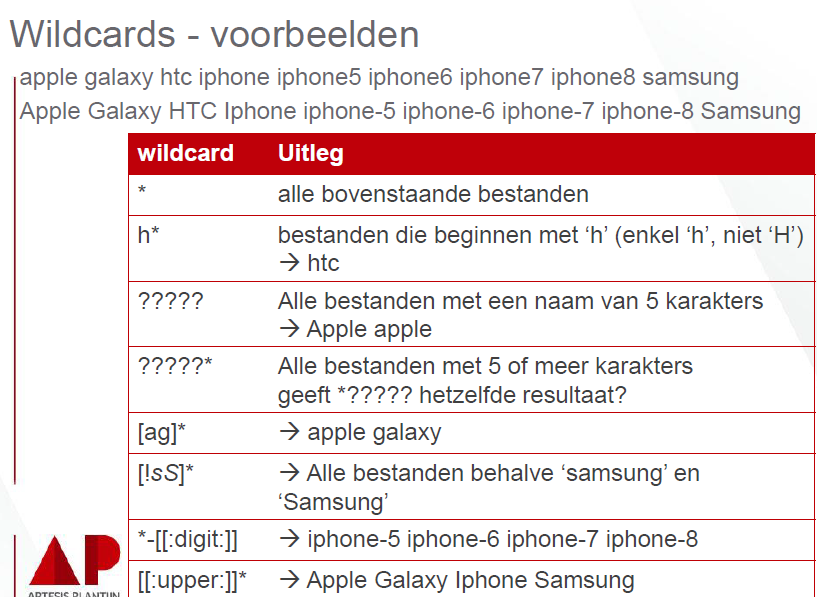 Wildcards - voorbeelden
apple galaxy htc iphone iphone5 iphone6 iphone7 iphone8 samsung
Apple Galaxy HTC Iphone iphone-5 iphone-6 iphone-7 iphone-8 Samsung
wildcard Uitleg
* alle bovenstaande bestanden
h* bestanden die beginnen met ‘h’ (enkel ‘h’, niet ‘H’)
→ htc
????? Alle bestanden met een naam van 5 karakters
→ Apple apple
?????* Alle bestanden met 5 of meer karakters
geeft *????? hetzelfde resultaat?
[ag]* → apple galaxy
[!sS]* → Alle bestanden behalve ‘samsung’ en
‘Samsung’
*-[[:digit:]] → iphone-5 iphone-6 iphone-7 iphone-8
[[:upper:]]* → Apple Galaxy Iphone Samsung
AP
ARTESIS PLANTIJN